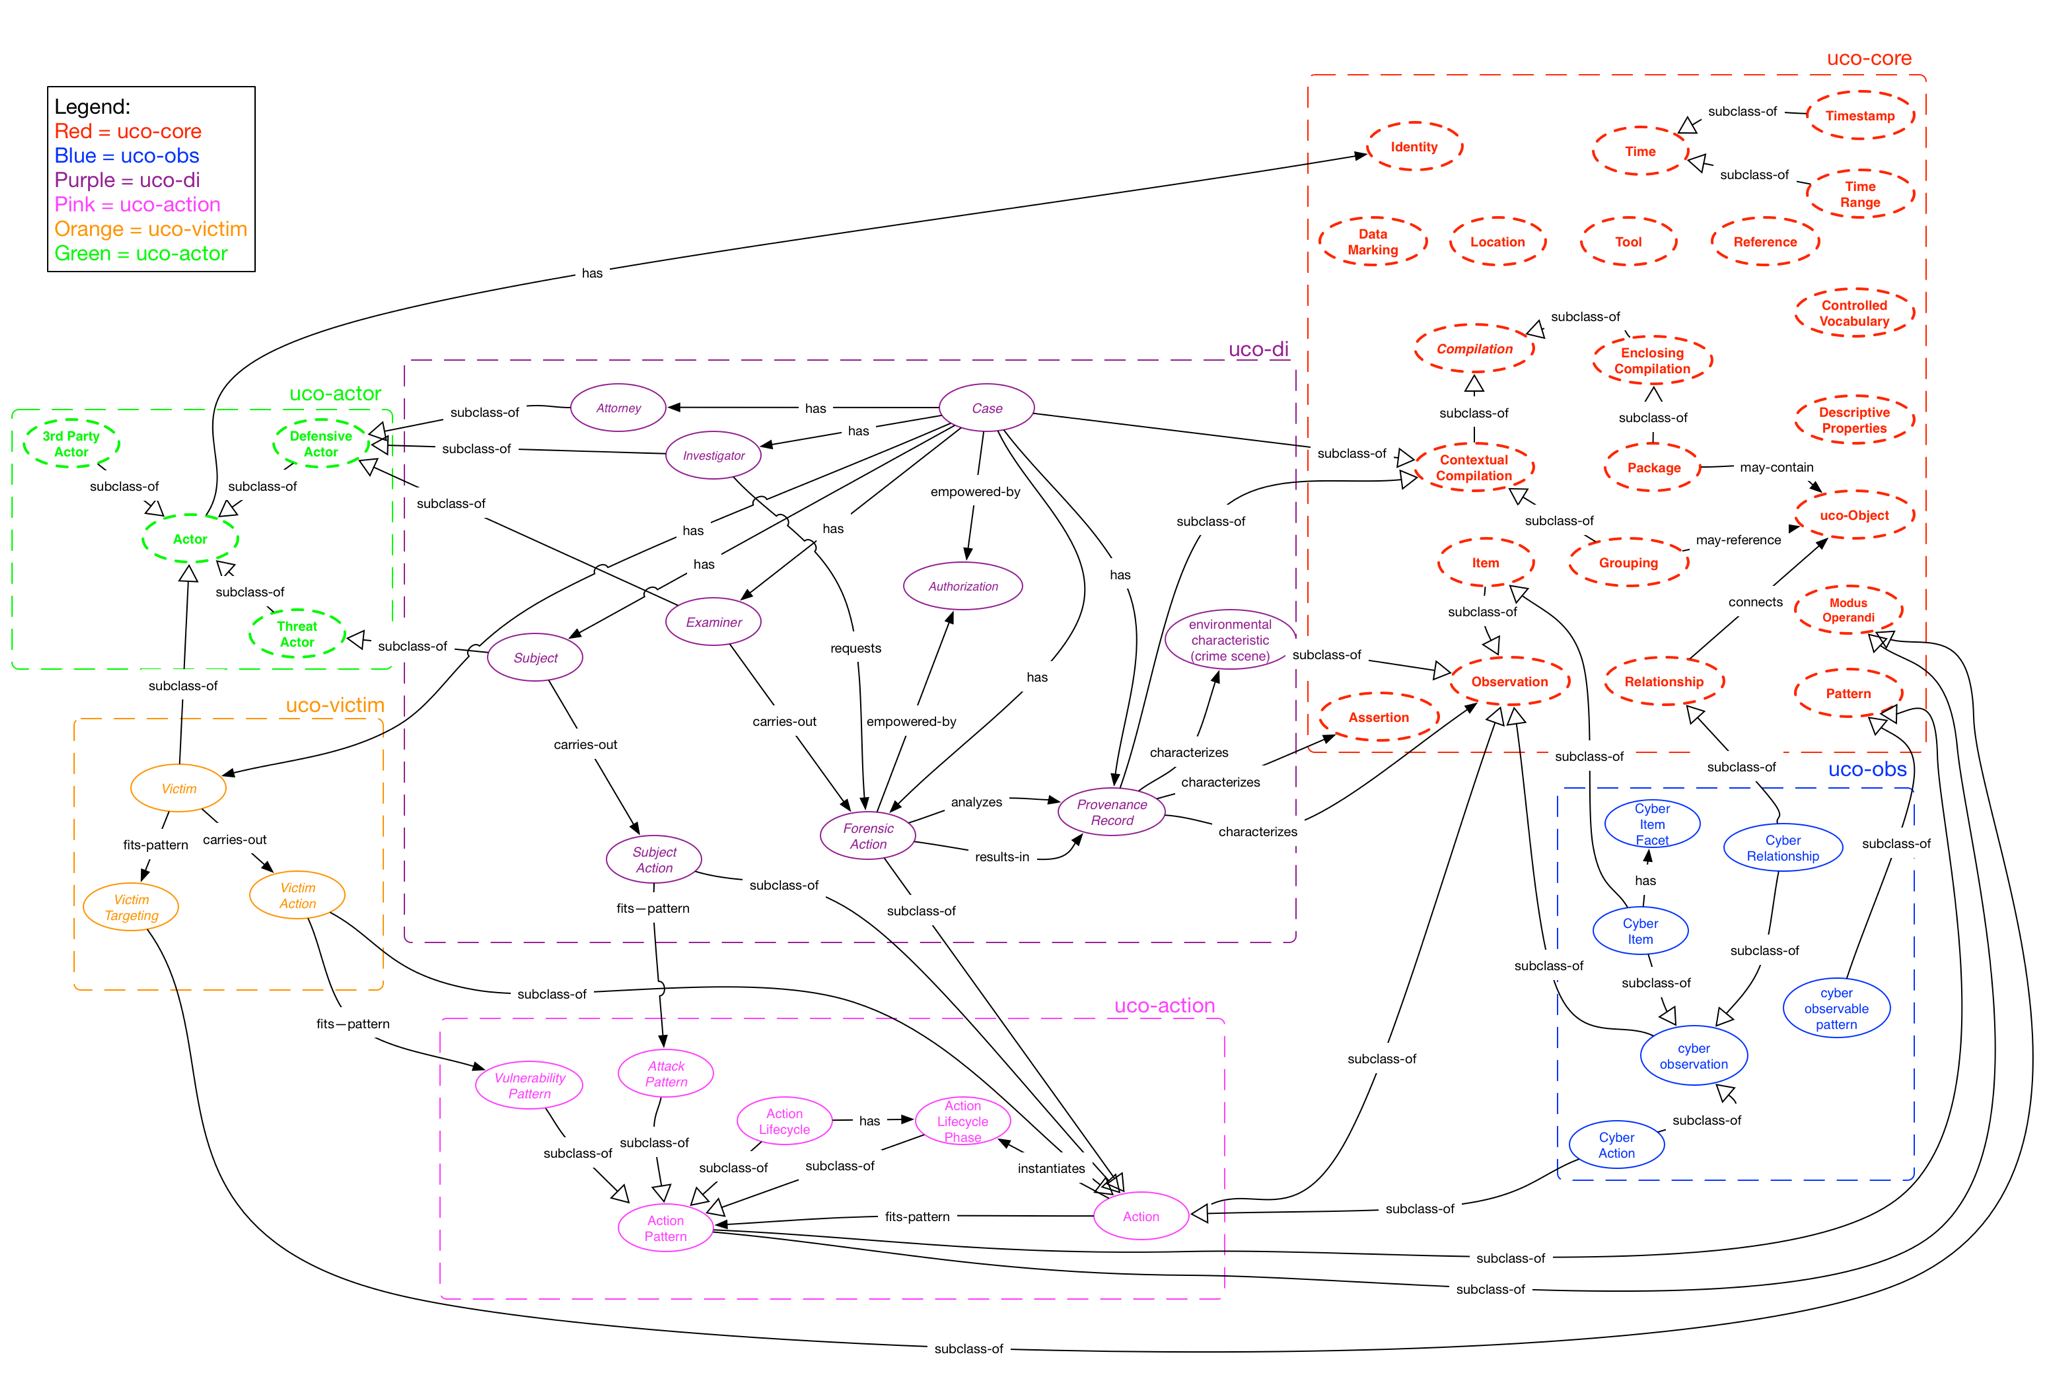 uco-core
Legend:
Red = uco-core
Blue = uco-obs
Purple = uco-di
Pink = uco-action
Orange = uco-victim
Green = uco-actor
subclass-of
Timestamp
Identity
Time
subclass-of
Time
Range
Data
Marking
Location
Tool
Reference
has
Controlled
Vocabulary
subclass-of
Compilation
Enclosing
Compilation
uco-di
uco-actor
Attorney
has
Case
subclass-of
subclass-of
subclass-of
Descriptive
Properties
3rd Party
Actor
Defensive
Actor
has
subclass-of
Investigator
subclass-of
Contextual
Compilation
Package
may-contain
subclass-of
subclass-of
empowered-by
subclass-of
uco-Object
subclass-of
subclass-of
has
has
may-reference
Actor
has
has
Item
Grouping
subclass-of
Authorization
subclass-of
connects
Modus
Operandi
Threat
Actor
Examiner
environmental
characteristic
(crime scene)
requests
subclass-of
Subject
subclass-of
has
Observation
Relationship
Pattern
subclass-of
uco-victim
carries-out
empowered-by
Assertion
carries-out
characterizes
subclass-of
subclass-of
uco-obs
characterizes
Victim
analyzes
Provenance
Record
Cyber
Item
Facet
characterizes
Forensic
Action
Cyber
Relationship
subclass-of
fits-pattern
carries-out
results-in
Subject
Action
has
subclass-of
Victim
Targeting
Victim
Action
fits—pattern
subclass-of
Cyber
Item
subclass-of
subclass-of
subclass-of
subclass-of
cyber
observable
pattern
uco-action
fits—pattern
cyber
observation
subclass-of
Vulnerability
Pattern
Attack
Pattern
Action
Lifecycle
has
Action
Lifecycle
Phase
subclass-of
Cyber
Action
subclass-of
subclass-of
subclass-of
subclass-of
instantiates
subclass-of
Action
Pattern
fits-pattern
Action
subclass-of
subclass-of
subclass-of